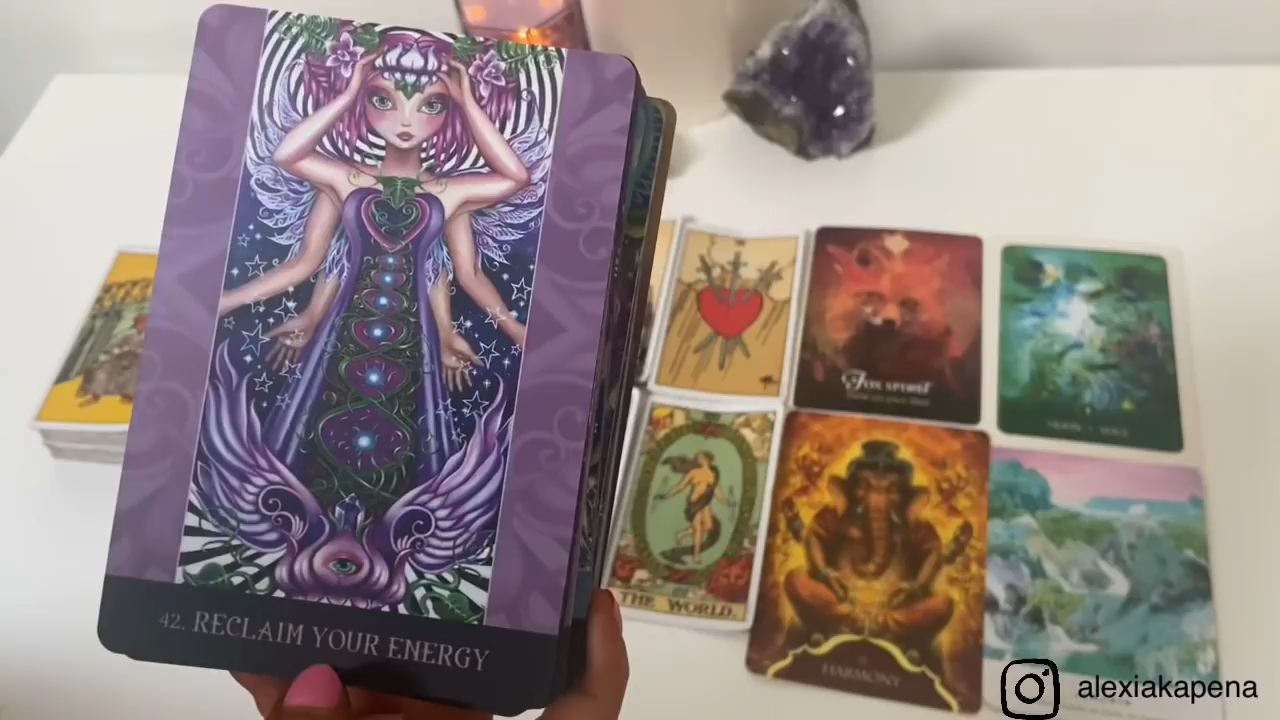 42. RECLAIM YOUR ENERGY
FOX SPIRIT
THE WORLD.
HARMONY
alexiakapena